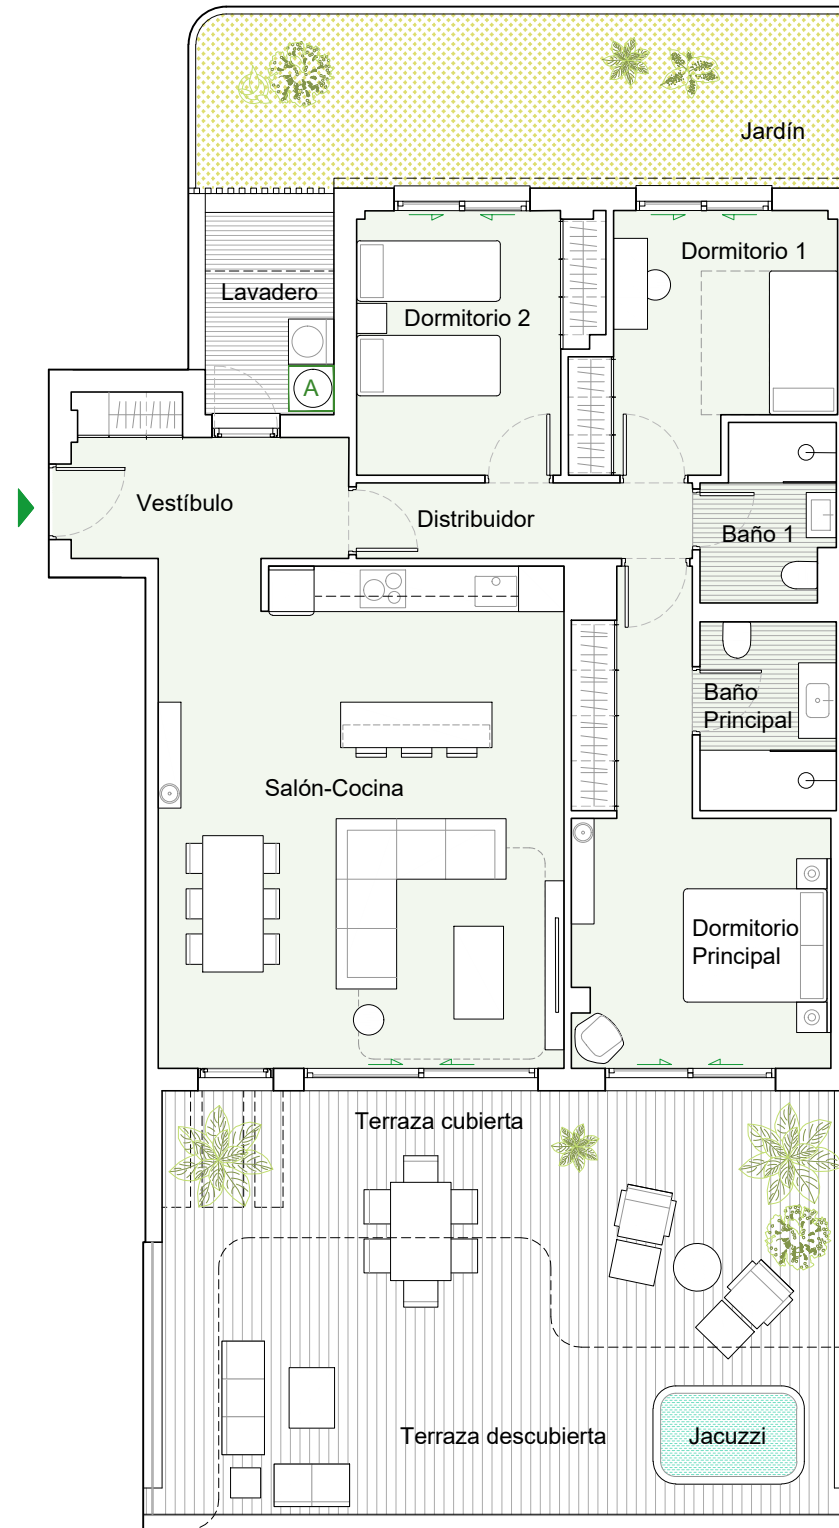 Jardín
Dormitorio 1
Lavadero
Dormitorio 2
A
Vestíbulo
Distribuidor
Baño 1
Baño
Principal
Salón-Cocina
Dormitorio
Principal
Terraza cubierta
Terraza descubierta
Jacuzzi